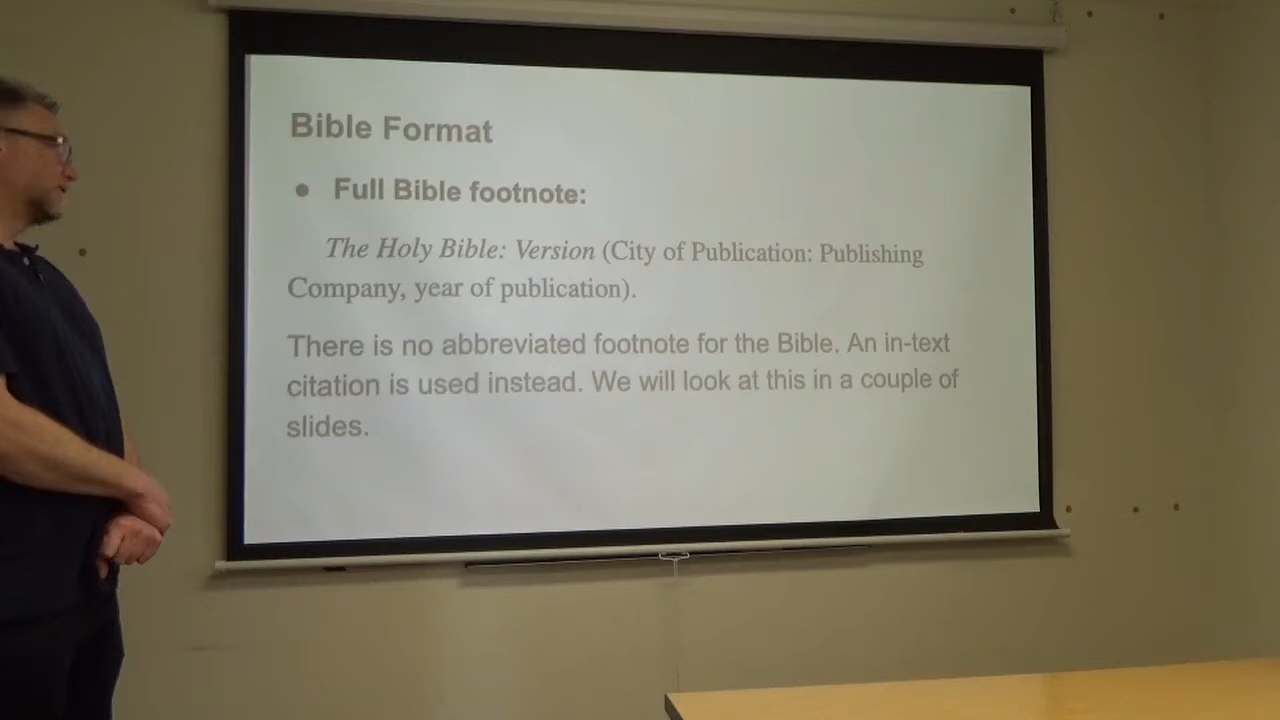 Bible Format
● Full Bible footnote:
The Holy Bible: Version (City of Publication: Publishing
Company, year of publication).
There is no abbreviated footnote for the Bible. An in-text
citation is used instead. We will look at this in a couple of
slides.